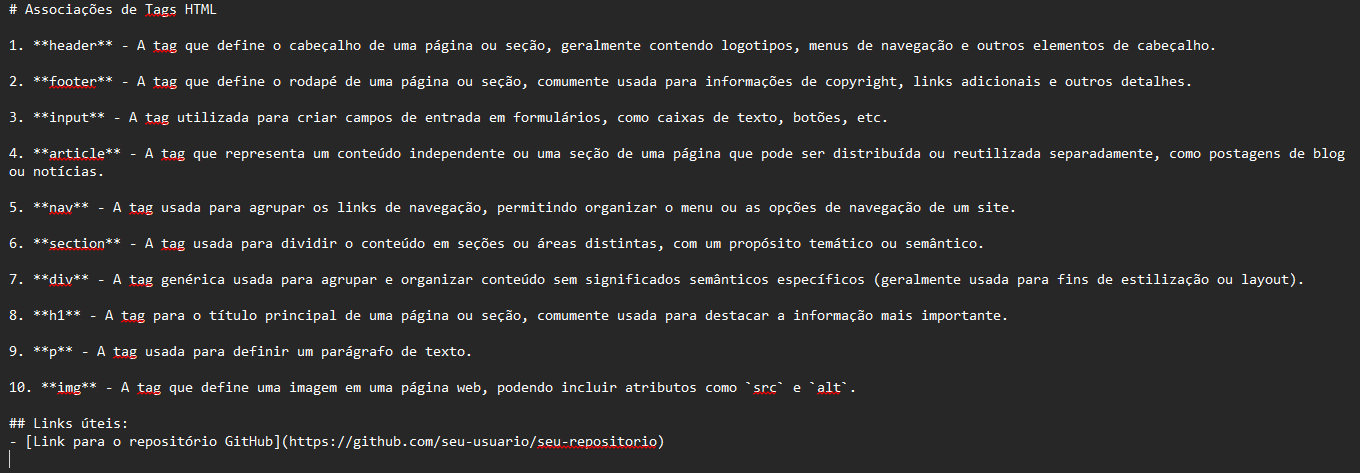 # Associações de Tags HTML
1. **header** - A tag que define o cabeçalho de uma página ou seção, geralmente contendo logotipos, menus de navegação e outros elementos de cabeçalho.
2. **footer** - A tag que define o rodapé de uma página ou seção, comumente usada para informações de copyright, links adicionais e outros detalhes.
3. **input** - A tag utilizada para criar campos de entrada em formulários, como caixas de texto, botões, etc.
4. **article** - A tag que representa um conteúdo independente ou uma seção de uma página que pode ser distribuída ou reutilizada separadamente, como postagens de blog
ou notícias.
5. **nav** - A tag usada para agrupar os links de navegação, permitindo organizar o menu ou as opções de navegação de um site.
6. **section** - A tag usada para dividir o conteúdo em seções ou áreas distintas, com um propósito temático ou semântico.
7. **div** - A tag genérica usada para agrupar e organizar conteúdo sem significados semânticos específicos (geralmente usada para fins de estilização ou layout).
8. **h1** - A tag para o título principal de uma página ou seção, comumente usada para destacar a informação mais importante.
9. **p** - A tag usada para definir um parágrafo de texto.
10. **img** - A tag que define uma imagem em uma página web, podendo incluir atributos como `src` e `alt`.
## Links úteis:
- [Link para o repositório GitHub](https://github.com/seu-usuario/seu-repositorio)